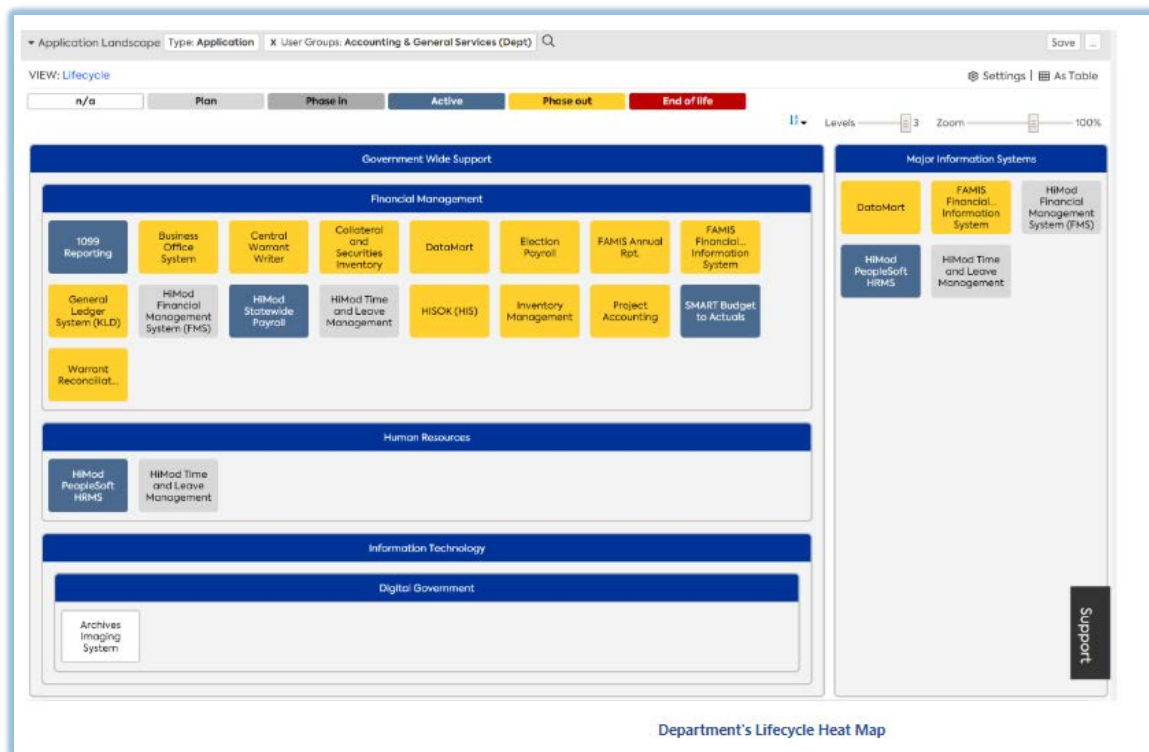 Application Landscape Type: Application X User Groups: Accounting & General Services (Dept) Save ...
VIEW: Lifecycle Settings | As Table
n/a Plan Phase in Active Phase out End of life
Levels 3 Zoom 100%
Government Wide Support
Financial Management
1099
Reporting
Business
Office
System
Central
Warrant
Writer
Collateral
and
Securities
Inventory
DataMart
Election
Payroll
FAMIS Annual
Rpt.
FAMIS
Financial...
Information
System
General
Ledger
System (KLD)
HiMod
Financial
Management
System (FMS)
HiMod
Statewide
Payroll
HiMod Time
and Leave
Management
HISOK (HIS)
Inventory
Management
Project
Accounting
SMART Budget
to Actuals
Warrant
Reconciliat...
Human Resources
HiMod
PeopleSoft
HRMS
HiMod Time
and Leave
Management
Information Technology
Digital Government
Archives
Imaging
System
Major Information Systems
DataMart
FAMIS
Financial...
Information
System
HiMod
Financial
Management
System (FMS)
HiMod
PeopleSoft
HRMS
HiMod Time
and Leave
Management
Support
Department's Lifecycle Heat Map